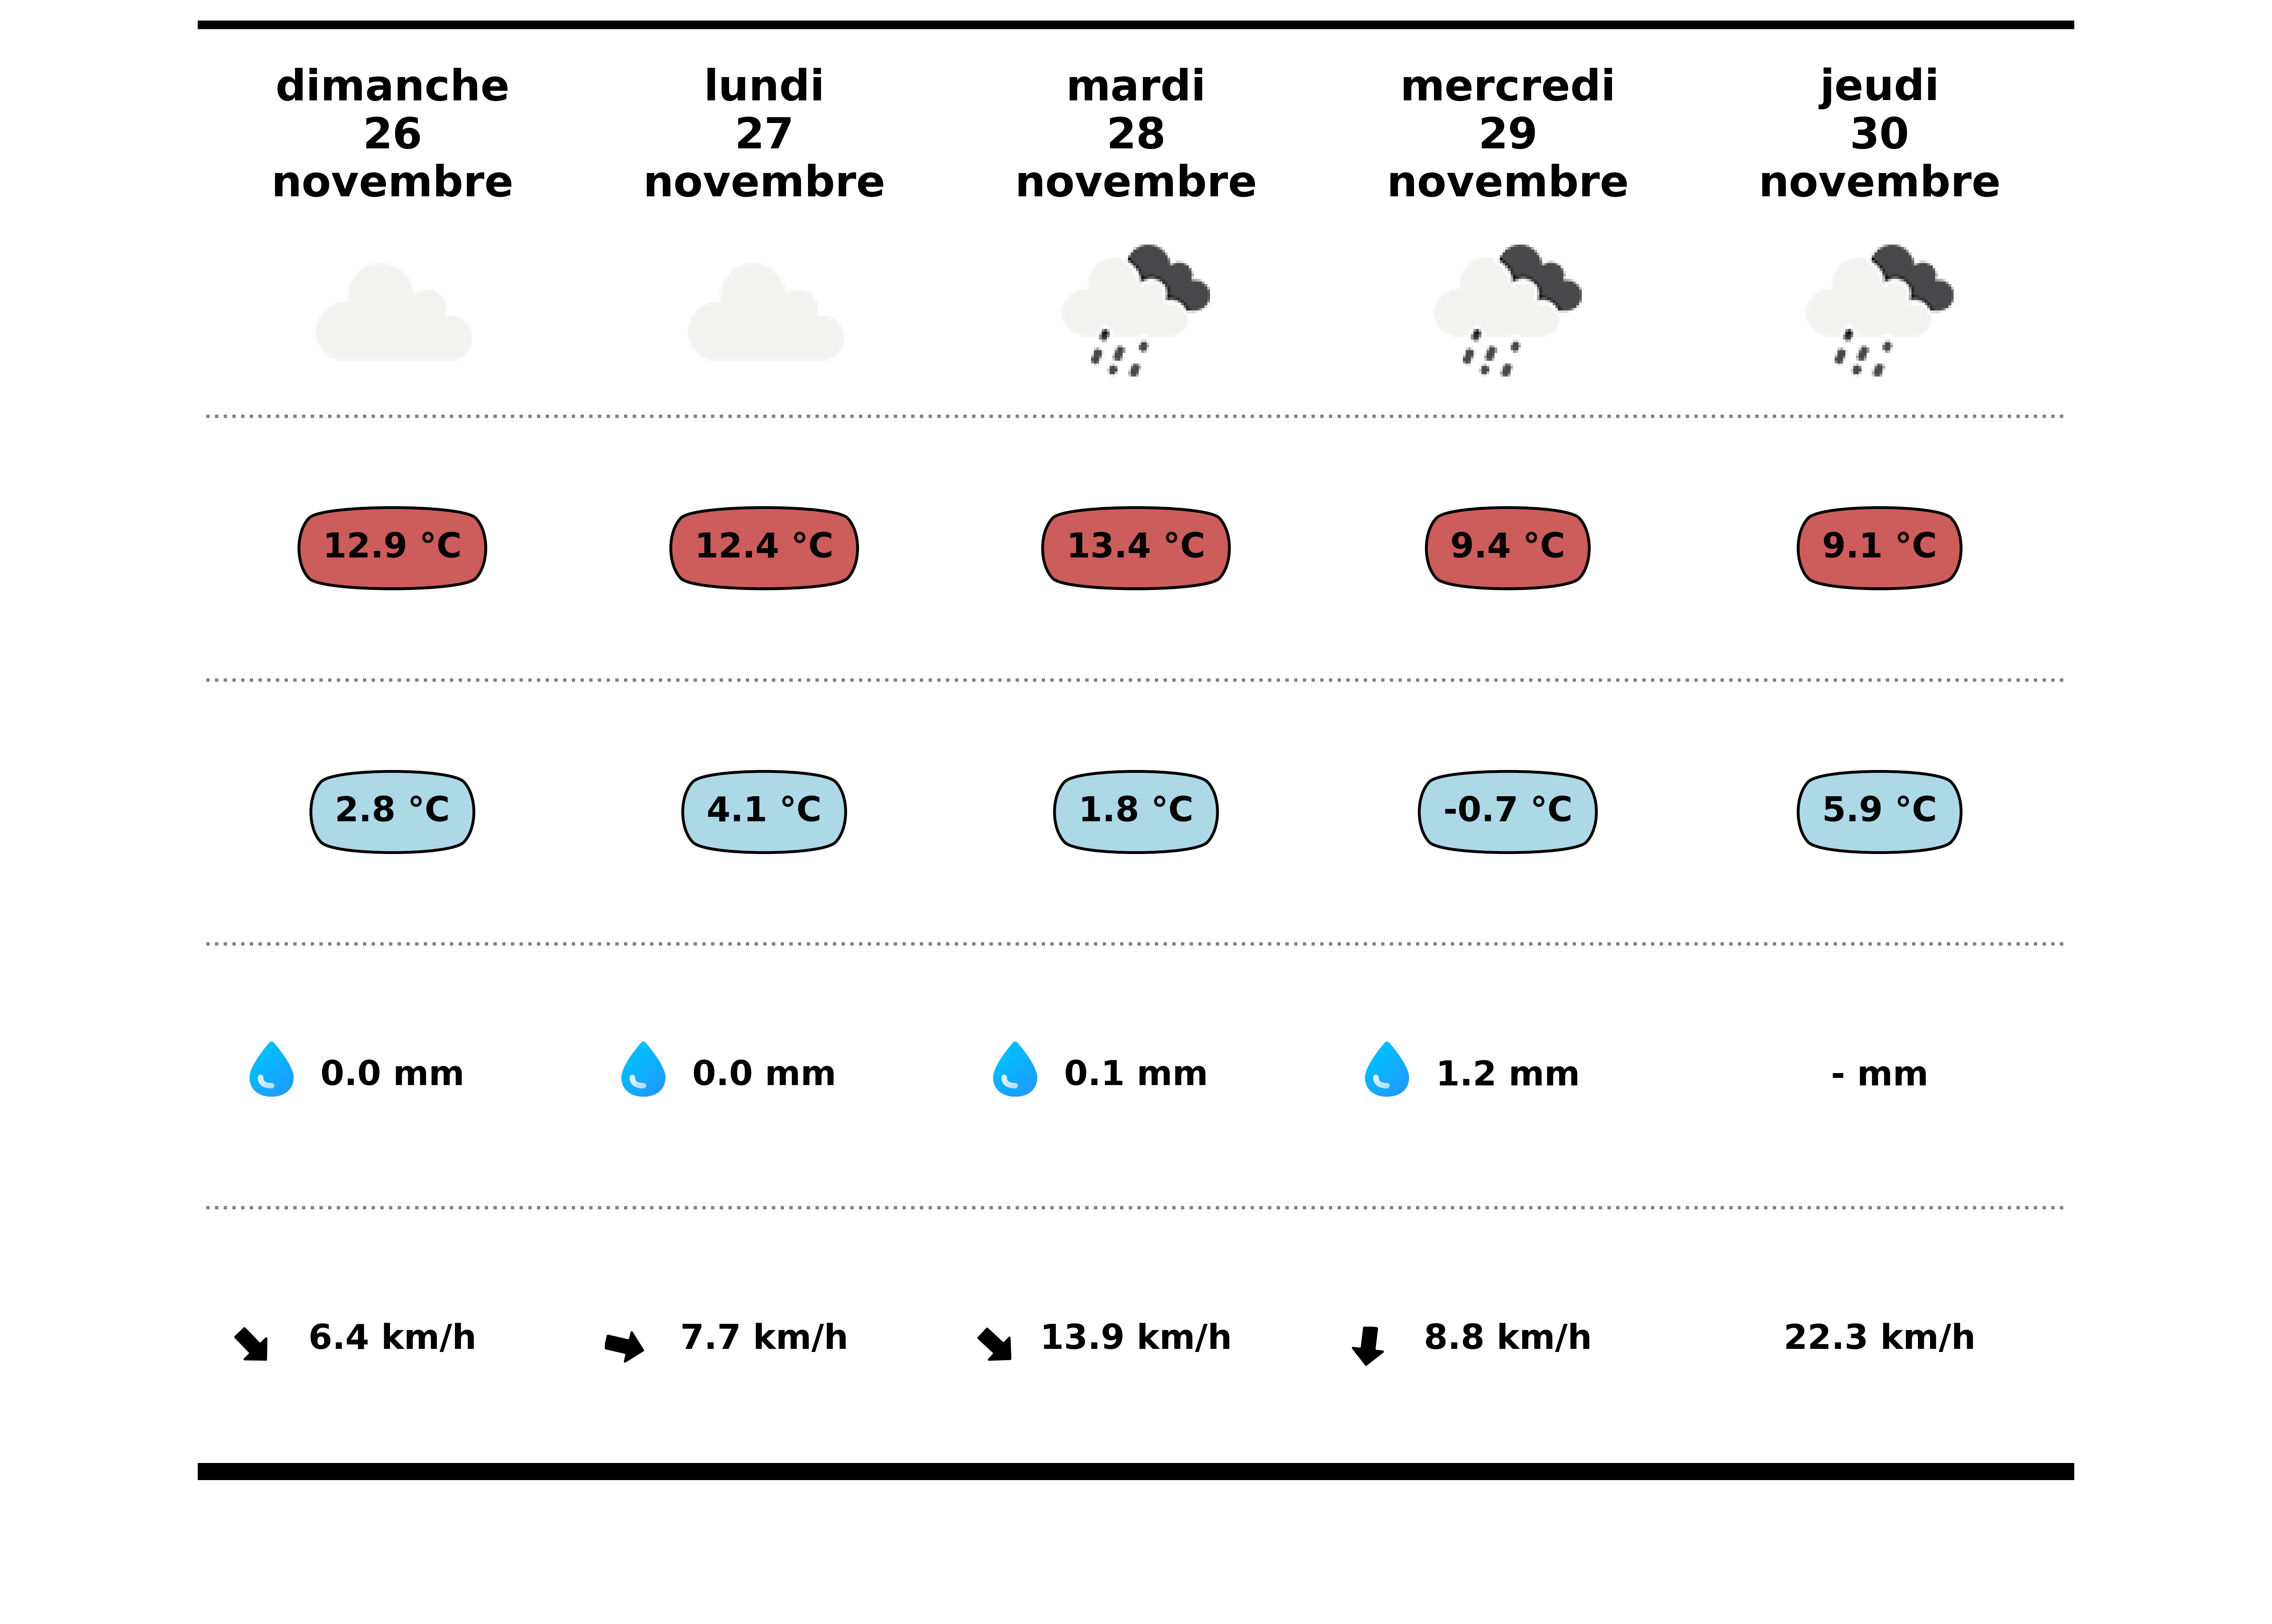 dimanche
26
novembre
lundi
27
novembre
mardi
28
novembre
mercredi
29
novembre
jeudi
30
novembre
12.9 °C
12.4 °C
13.4 °C
9.4 °C
9.1 °C
2.8 °C
4.1 °C
1.8 °C
-0.7 °C
5.9 °C
0.0 mm
0.0 mm
0.1 mm
1.2 mm
- mm
6.4 km/h
7.7 km/h
13.9 km/h
8.8 km/h
22.3 km/h